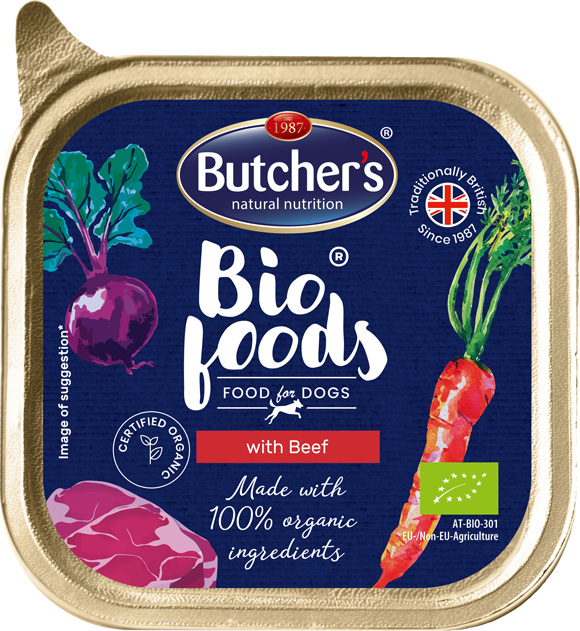 EST
1987
Butcher's®
natural nutrition
Traditionally British
Since 1987
Bio®
foods
FOOD for DOGS
Image of suggestion*
CERTIFIED ORGANIC
with Beef
Made with
100% organic
ingredients
AT-BIO-301
EU-/Non-EU-Agriculture